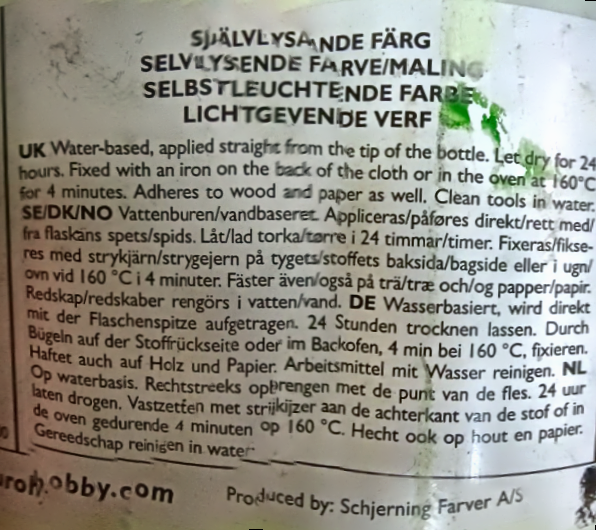 SJÄLVLYSANDE FÄRG
SELVLYSENDE FARVE/MALING
SELBSTLEUCHTENDE FARBE
LICHTGEVENDE VERF
UK Water-based, applied straight from the tip of the bottle. Let dry for 24
hours. Fixed with an iron on the back of the cloth or in the oven at 160°C
for 4 minutes. Adheres to wood and paper as well. Clean tools in water.
SE/DK/NO Vattenburen/vandbaseret. Appliceras/påføres direkt/rett med/
fra flaskans spets/spids. Låt/lad torka/tørre i 24 timmar/timer. Fixeras/fikse-
res med strykjärn/strygejern på tygets/stoffets baksida/bagside eller i ugn/
ovn vid 160 °C i 4 minuter. Fäster även/også på trä/træ och/og papper/papir.
Redskap/redskaber rengörs i vatten/vand. DE Wasserbasiert, wird direkt
mit der Flaschenspitze aufgetragen. 24 Stunden trocknen lassen. Durch
Bügeln auf der Stoffrückseite oder im Backofen, 4 min bei 160 °C, fixieren.
Haftet auch auf Holz und Papier. Arbeitsmittel mit Wasser reinigen. NL
Op waterbasis. Rechtstreeks opbrengen met de punt van de fles. 24 uur
laten drogen. Vastzetten met strijkijzer aan de achterkant van de stof of in
de oven gedurende 4 minuten op 160 °C. Hecht ook op hout en papier.
Gereedschap reinigen in water
obby.com
Produced by: Schjerning Farver A/S